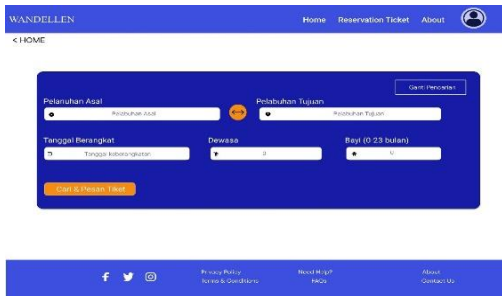 WANDELLEN
Home Reservation Ticket About
< HOME
Ganti Pencarian
Pelabuhan Asal Pelabuhan Tujuan
Pelabuhan Asal Pelabuhan Tujuan
Tanggal Berangkat Dewasa Bayi (0-23 bulan)
Tanggal Keberangkatan 0 0
Cari & Pesan Tiket
Privacy Policy Need Help? About
Terms & Conditions FAQs Contact Us